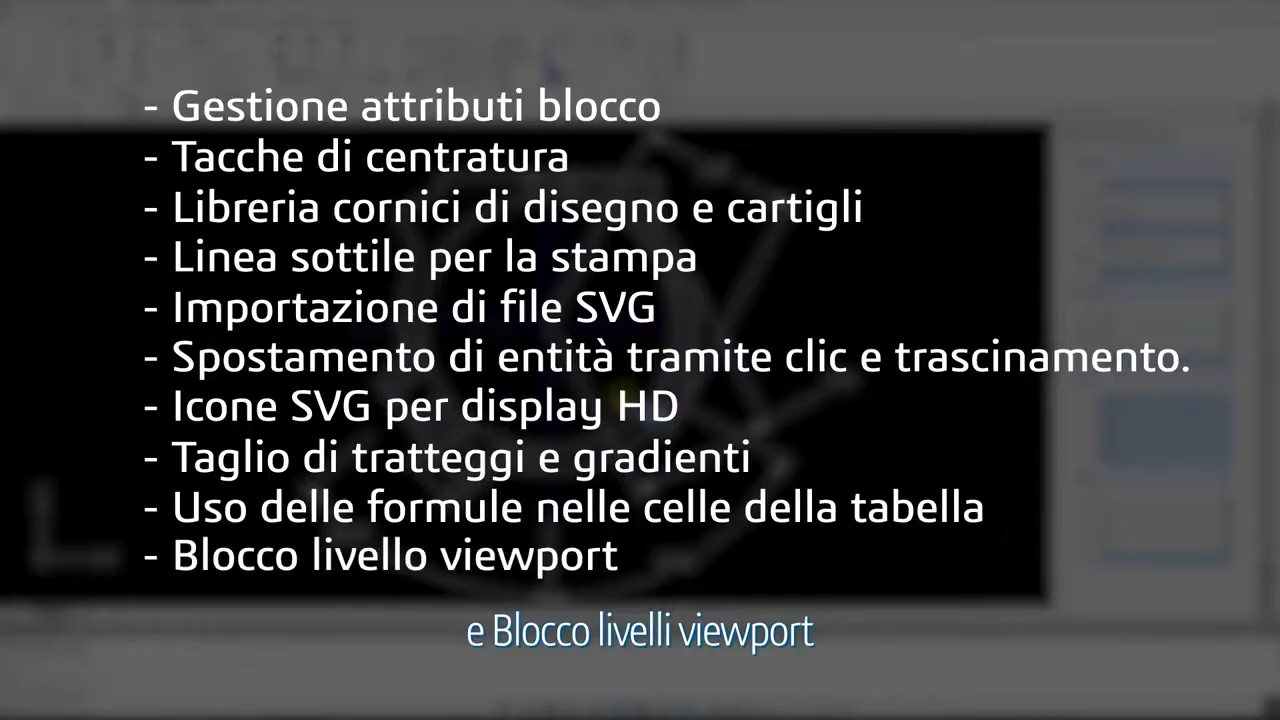 - Gestione attributi blocco
- Tacche di centratura
- Libreria cornici di disegno e cartigli
- Linea sottile per la stampa
- Importazione di file SVG
- Spostamento di entità tramite clic e trascinamento.
- Icone SVG per display HD
- Taglio di tratteggi e gradienti
- Uso delle formule nelle celle della tabella
- Blocco livello viewport
e Blocco livelli viewport